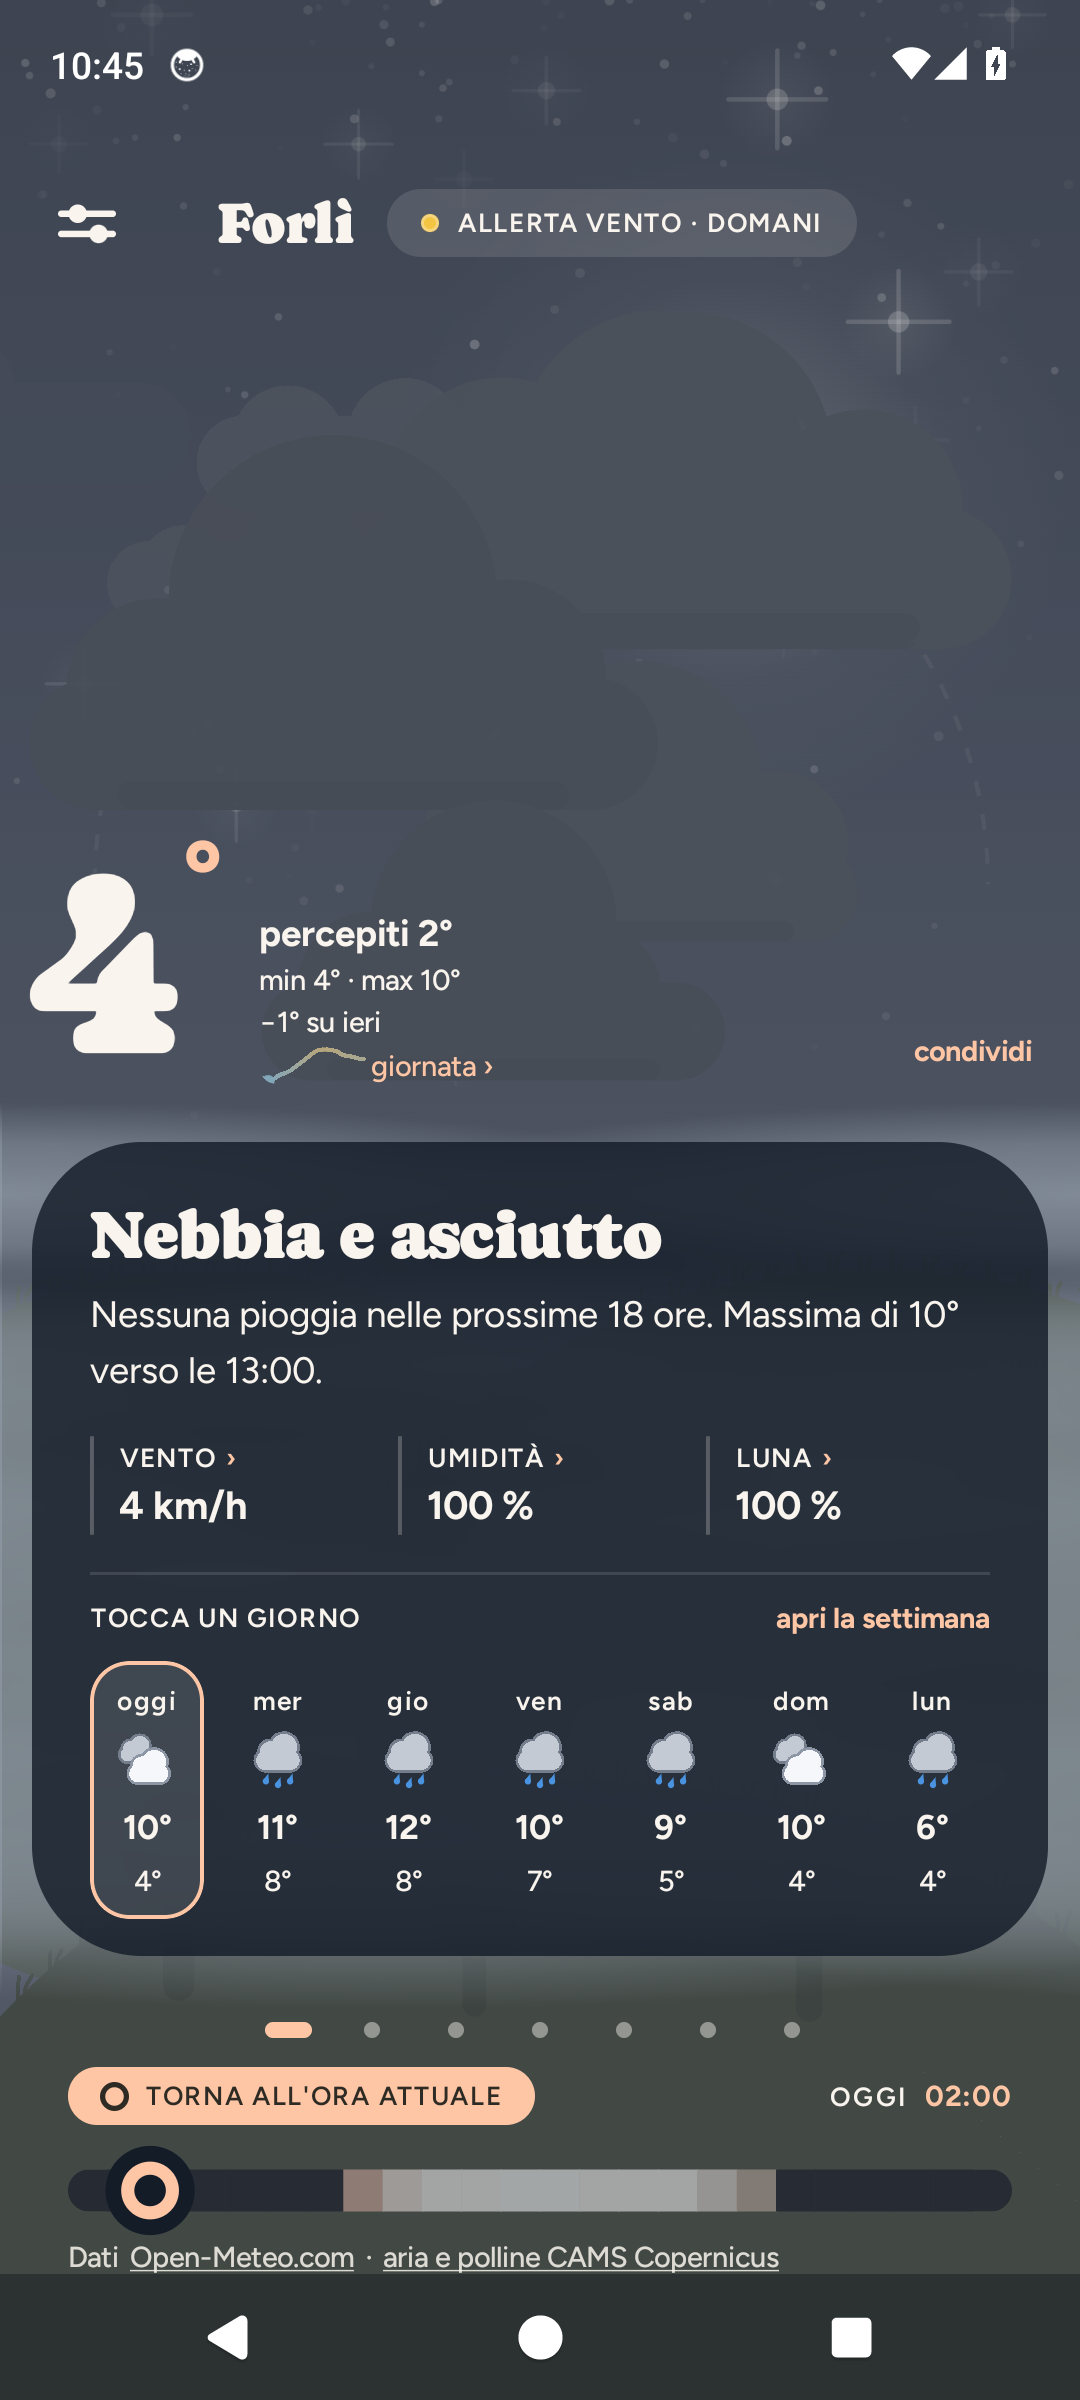 10:45
Forlì
ALLERTA VENTO · DOMANI
4°
percepiti 2°
min 4° · max 10°
−1° su ieri
giornata ›
condividi
Nebbia e asciutto
Nessuna pioggia nelle prossime 18 ore. Massima di 10°
verso le 13:00.
VENTO › UMIDITÀ › LUNA ›
4 km/h 100 % 100 %
TOCCA UN GIORNO apri la settimana
oggi mer gio ven sab dom lun
10° 11° 12° 10° 9° 10° 6°
4° 8° 8° 7° 5° 4° 4°
TORNA ALL'ORA ATTUALE OGGI 02:00
Dati Open-Meteo.com · aria e polline CAMS Copernicus